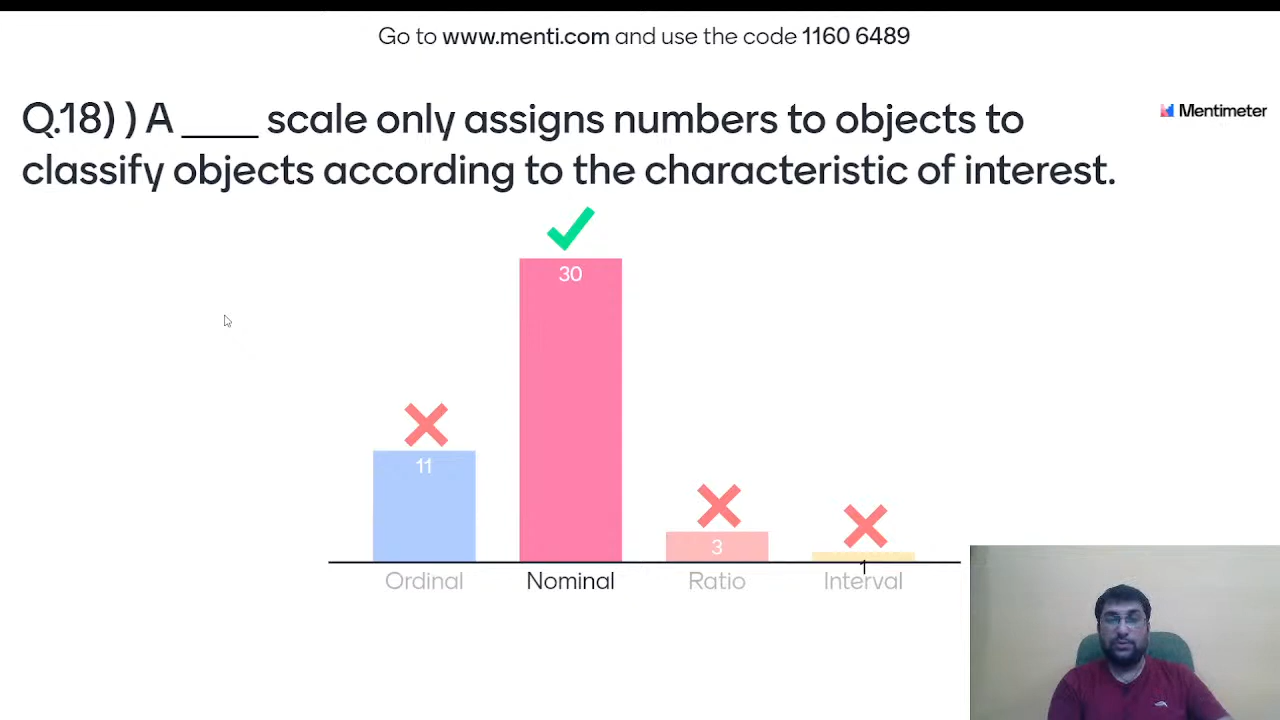 Go to www.menti.com and use the code 1160 6489
Q.18) ) A ____ scale only assigns numbers to objects to
classify objects according to the characteristic of interest.
Mentimeter
30
11
3
1
Ordinal
Nominal
Ratio
Interval